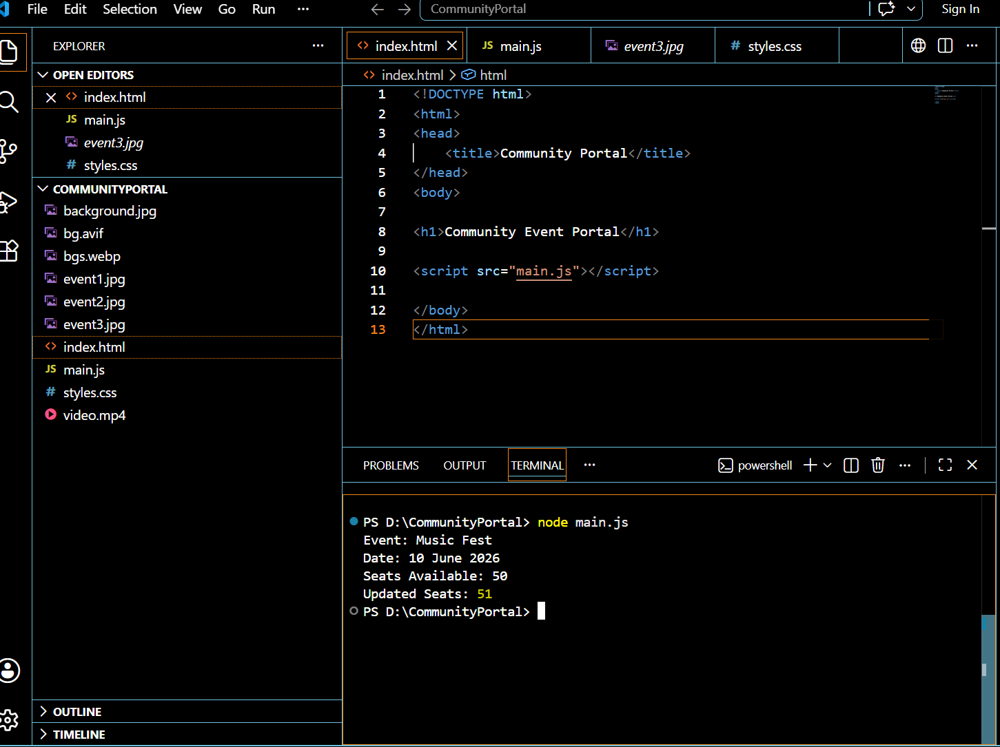 File Edit Selection View Go Run ··· CommunityPortal Sign In
EXPLORER ···
OPEN EDITORS
index.html
JS main.js
event3.jpg
# styles.css
COMMUNITYPORTAL
background.jpg
bg.avif
bgs.webp
event1.jpg
event2.jpg
event3.jpg
index.html
JS main.js
# styles.css
video.mp4
OUTLINE
TIMELINE
index.html JS main.js event3.jpg # styles.css
index.html > html
1 <!DOCTYPE html>
2 <html>
3 <head>
4     <title>Community Portal</title>
5 </head>
6 <body>
7
8 <h1>Community Event Portal</h1>
9
10 <script src="main.js"></script>
11
12 </body>
13 </html>
PROBLEMS OUTPUT TERMINAL ··· powershell
PS D:\CommunityPortal> node main.js
Event: Music Fest
Date: 10 June 2026
Seats Available: 50
Updated Seats: 51
PS D:\CommunityPortal>